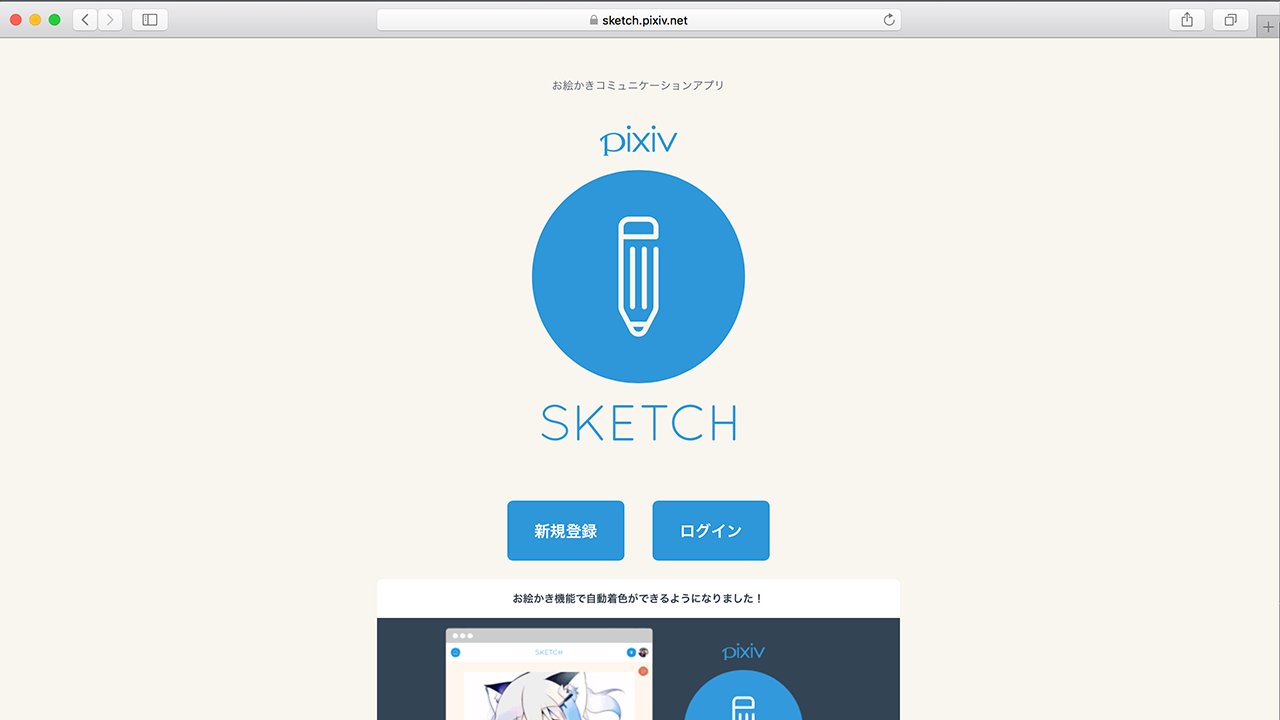 sketch.pixiv.net
お絵かきコミュニケーションアプリ
pixiv
SKETCH
新規登録
ログイン
お絵かき機能で自動着色ができるようになりました！
SKETCH
pixiv